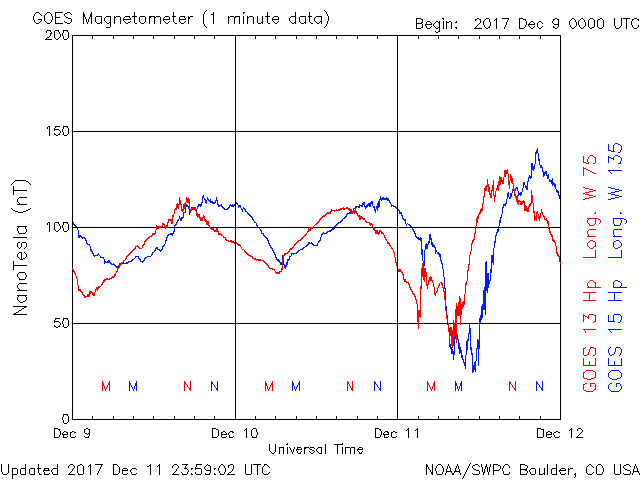 GOES Magnetometer (1 minute data)
Begin: 2017 Dec 9 0000 UTC
200
150
100
50
0
NanoTesla (nT)
M M N N M M N N M M N N
Dec 9 Dec 10 Dec 11 Dec 12
Universal Time
GOES 13 Hp Long. W 75
GOES 15 Hp Long. W 135
Updated 2017 Dec 11 23:59:02 UTC
NOAA/SWPC Boulder, CO USA